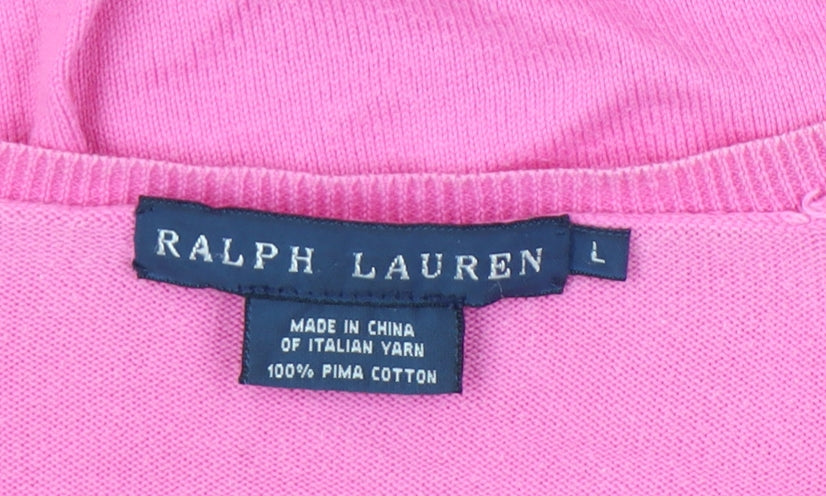 RALPH LAUREN
L
MADE IN CHINA
OF ITALIAN YARN
100% PIMA COTTON